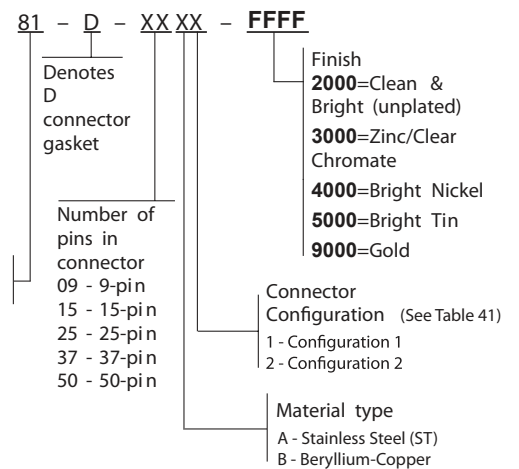 81 – D – XX XX – FFFF
Denotes
D
connector
gasket
Finish
2000=Clean &
Bright (unplated)
3000=Zinc/Clear
Chromate
4000=Bright Nickel
5000=Bright Tin
9000=Gold
Number of
pins in
connector
09 - 9-pin
15 - 15-pin
25 - 25-pin
37 - 37-pin
50 - 50-pin
Connector
Configuration (See Table 41)
1 - Configuration 1
2 - Configuration 2
Material type
A - Stainless Steel (ST)
B - Beryllium-Copper